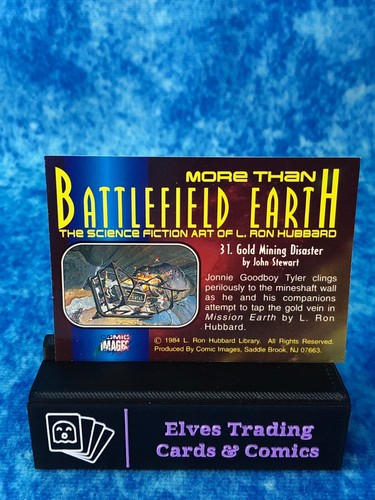 MORE THAN
BATTLEFIELD EARTH
THE SCIENCE FICTION ART OF L. RON HUBBARD
31. Gold Mining Disaster
by John Stewart
Jonnie Goodboy Tyler clings
perilously to the mineshaft wall
as he and his companions
attempt to tap the gold vein in
Mission Earth by L. Ron
Hubbard.
COMIC
IMAGES
© 1984 L. Ron Hubbard Library. All Rights Reserved.
Produced By Comic Images, Saddle Brook, NJ 07663.
Elves Trading
Cards & Comics